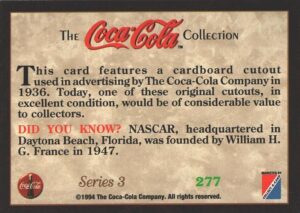 The Coca-Cola™ Collection
This card features a cardboard cutout
used in advertising by The Coca-Cola Company in
1936. Today, one of these original cutouts, in
excellent condition, would be of considerable value
to collectors.
DID YOU KNOW? NASCAR, headquartered in
Daytona Beach, Florida, was founded by William H.
G. France in 1947.
Coca-Cola
Series 3
277
©1994 The Coca-Cola Company. All rights reserved.